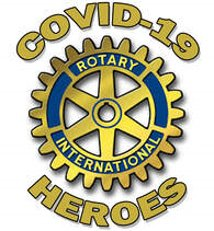 COVID-19
ROTARY
INTERNATIONAL
HEROES